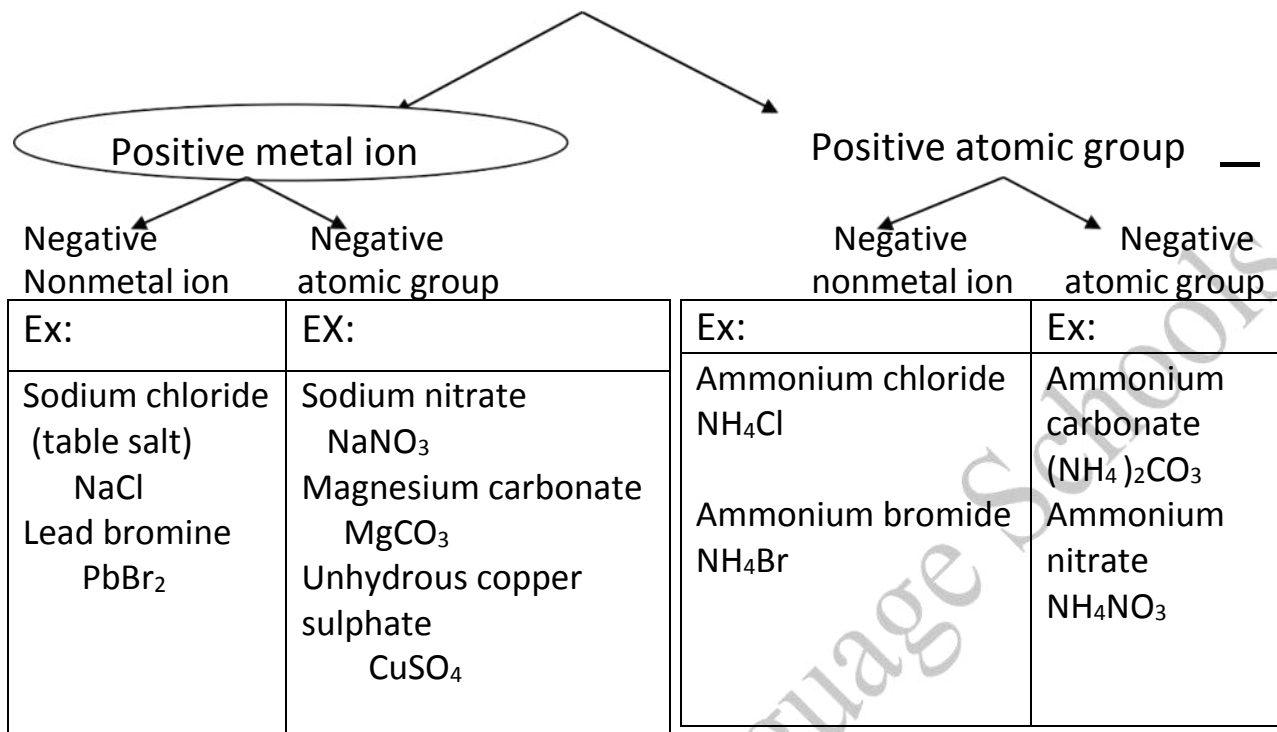 Positive metal ion
Positive atomic group
Negative
Nonmetal ion
Negative
atomic group
Negative
nonmetal ion
Negative
atomic group
Ex:
EX:
Sodium chloride
(table salt)
NaCl
Lead bromine
PbBr₂
Sodium nitrate
NaNO₃
Magnesium carbonate
MgCO₃
Unhydrous copper
sulphate
CuSO₄
Ex:
Ex:
Ammonium chloride
NH₄Cl
Ammonium bromide
NH₄Br
Ammonium
carbonate
(NH₄)₂CO₃
Ammonium
nitrate
NH₄NO₃
guage Schools